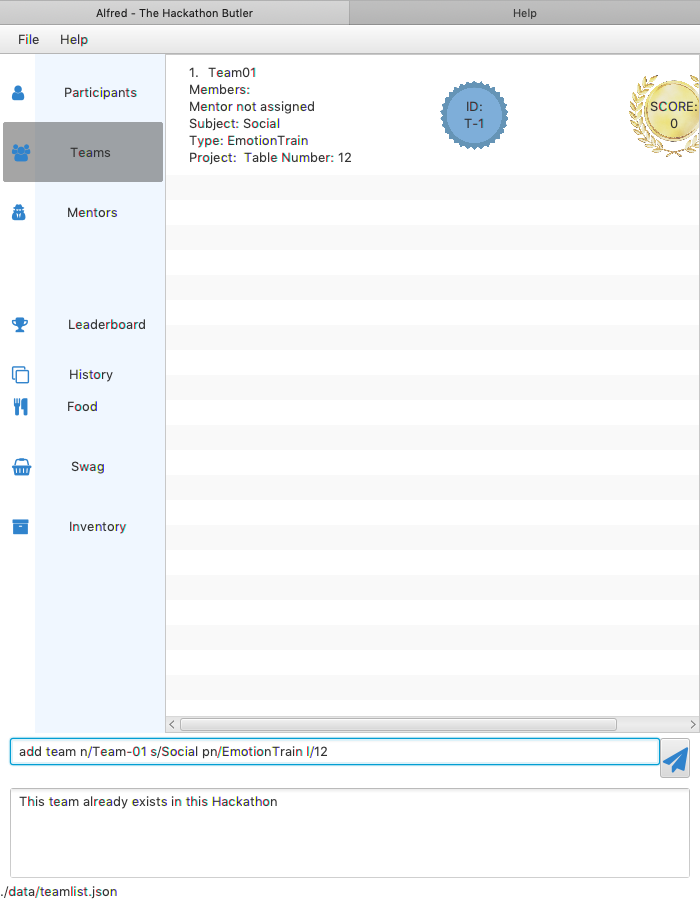 Alfred - The Hackathon Butler
Help
File
Help
Participants
Teams
Mentors
Leaderboard
History
Food
Swag
Inventory
1. Team01
Members:
Mentor not assigned
Subject: Social
Type: EmotionTrain
Project: Table Number: 12
ID:
T-1
SCORE:
0
add team n/Team-01 s/Social pn/EmotionTrain l/12
This team already exists in this Hackathon
./data/teamlist.json